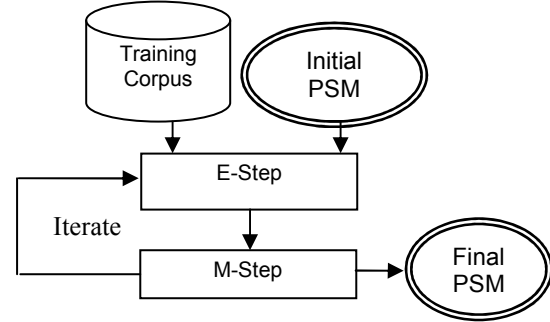 Training
Corpus
Initial
PSM
E-Step
Iterate
M-Step
Final
PSM